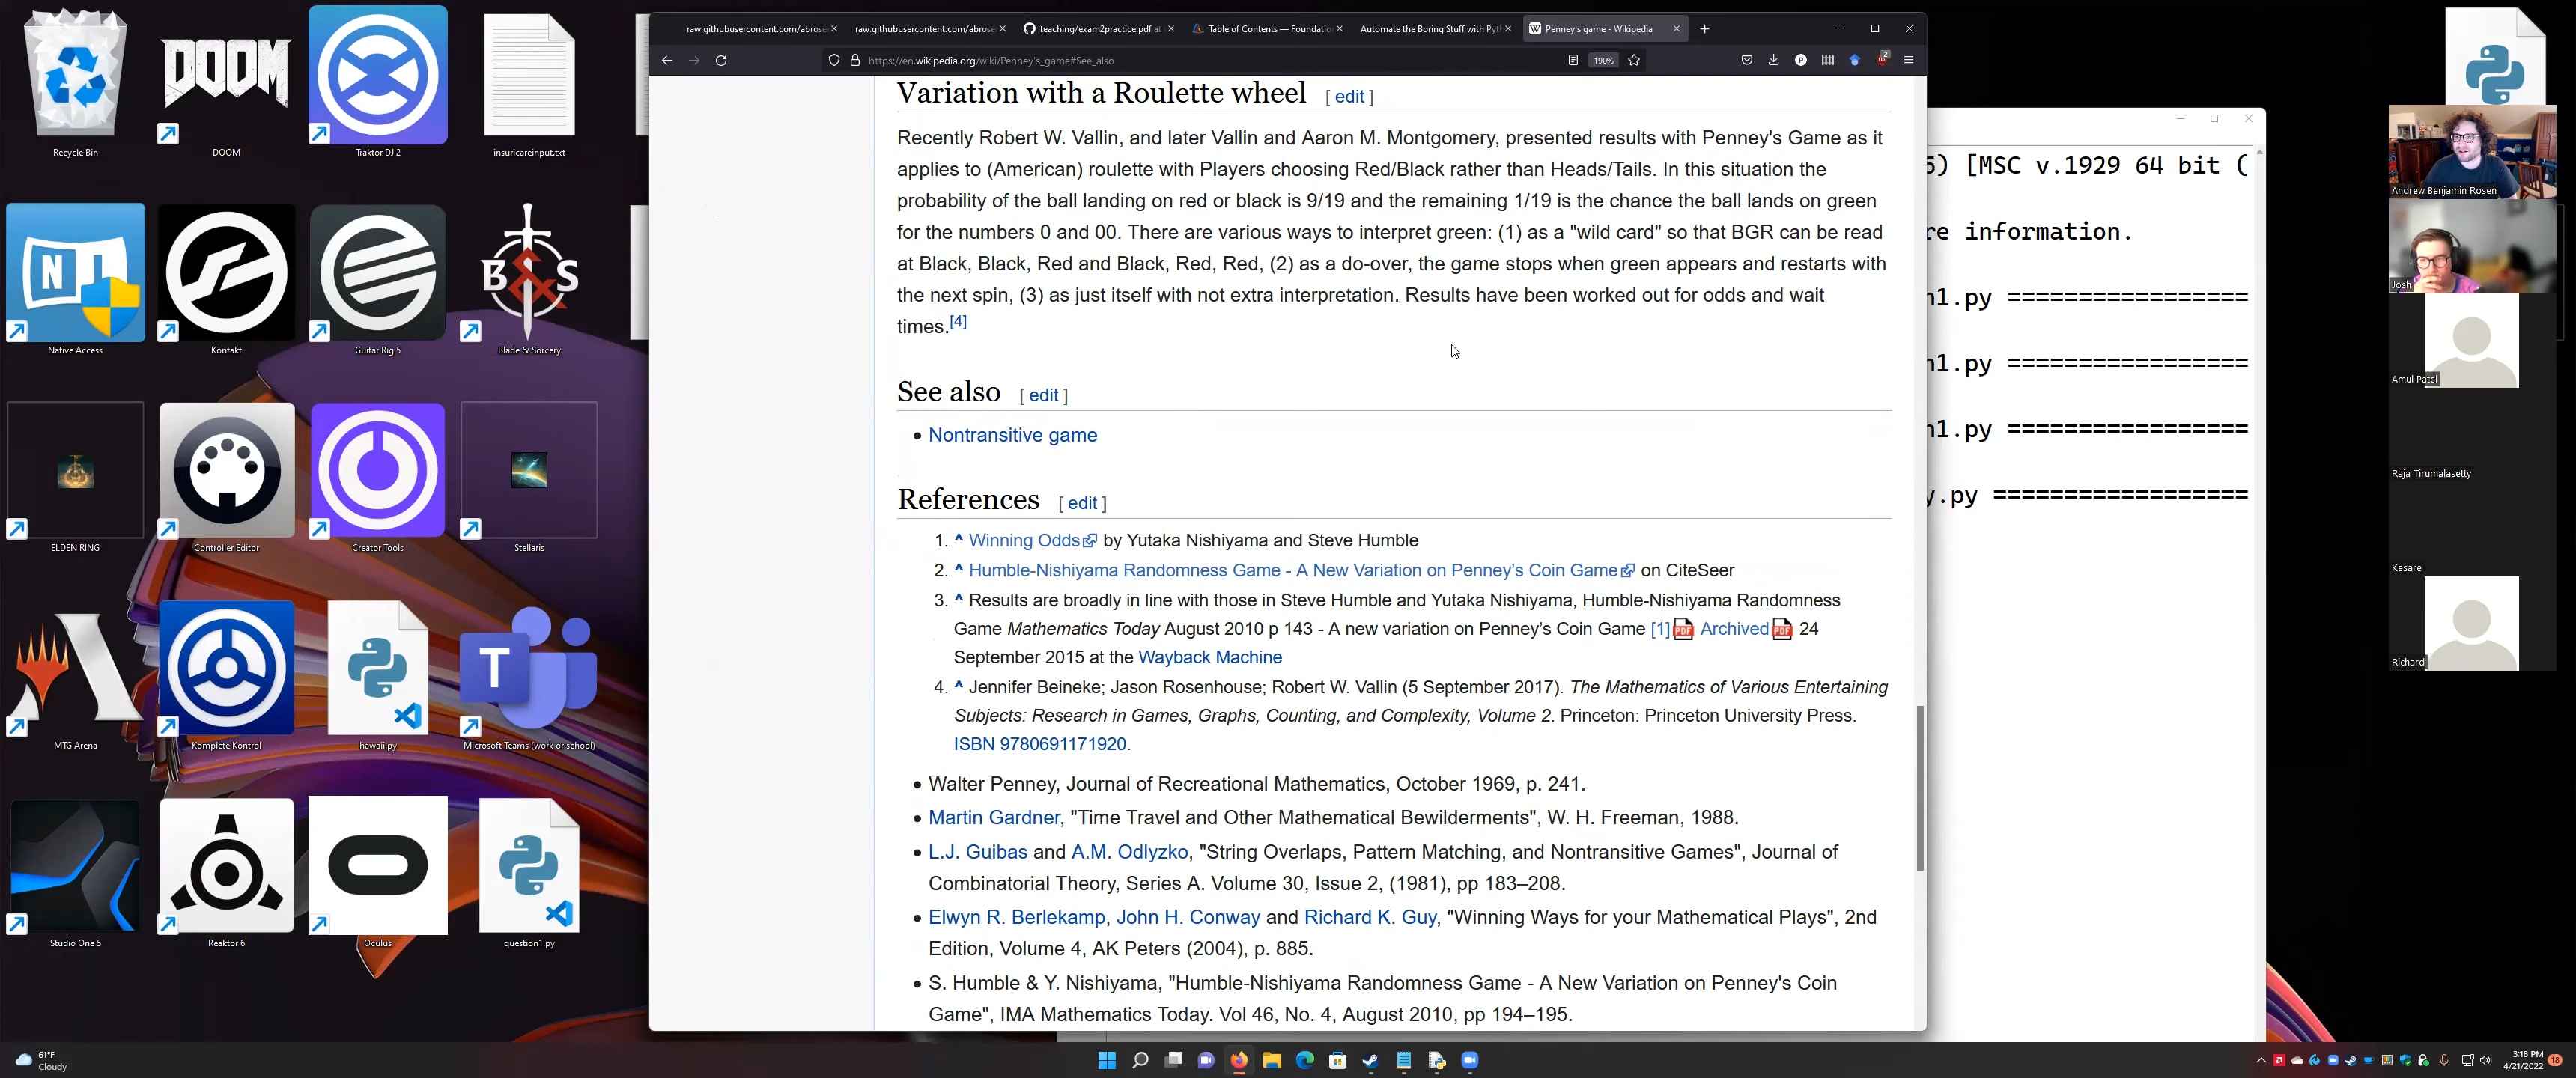 Recycle Bin
DOOM
DOOM
Traktor DJ 2
insuricareinput.txt
Native Access
Kontakt
Guitar Rig 5
B&S
Blade & Sorcery
ELDEN RING
Controller Editor
Creator Tools
Stellaris
MTG Arena
Komplete Kontrol
hawaii.py
T
Microsoft Teams (work or school)
Studio One 5
Reaktor 6
Oculus
question1.py
raw.githubusercontent.com/abrose
raw.githubusercontent.com/abrose
teaching/exam2practice.pdf at
Table of Contents — Foundatio
Automate the Boring Stuff with Pyt
Penney's game - Wikipedia
https://en.wikipedia.org/wiki/Penney's_game#See_also
190%
Variation with a Roulette wheel [ edit ]
Recently Robert W. Vallin, and later Vallin and Aaron M. Montgomery, presented results with Penney's Game as it
applies to (American) roulette with Players choosing Red/Black rather than Heads/Tails. In this situation the
probability of the ball landing on red or black is 9/19 and the remaining 1/19 is the chance the ball lands on green
for the numbers 0 and 00. There are various ways to interpret green: (1) as a "wild card" so that BGR can be read
at Black, Black, Red and Black, Red, Red, (2) as a do-over, the game stops when green appears and restarts with
the next spin, (3) as just itself with not extra interpretation. Results have been worked out for odds and wait
times.[4]
See also [ edit ]
• Nontransitive game
References [ edit ]
1. ^ Winning Odds by Yutaka Nishiyama and Steve Humble
2. ^ Humble-Nishiyama Randomness Game - A New Variation on Penney's Coin Game on CiteSeer
3. ^ Results are broadly in line with those in Steve Humble and Yutaka Nishiyama, Humble-Nishiyama Randomness
Game Mathematics Today August 2010 p 143 - A new variation on Penney's Coin Game [1] Archived 24
September 2015 at the Wayback Machine
4. ^ Jennifer Beineke; Jason Rosenhouse; Robert W. Vallin (5 September 2017). The Mathematics of Various Entertaining
Subjects: Research in Games, Graphs, Counting, and Complexity, Volume 2. Princeton: Princeton University Press.
ISBN 9780691171920.
• Walter Penney, Journal of Recreational Mathematics, October 1969, p. 241.
• Martin Gardner, "Time Travel and Other Mathematical Bewilderments", W. H. Freeman, 1988.
• L.J. Guibas and A.M. Odlyzko, "String Overlaps, Pattern Matching, and Nontransitive Games", Journal of
Combinatorial Theory, Series A. Volume 30, Issue 2, (1981), pp 183–208.
• Elwyn R. Berlekamp, John H. Conway and Richard K. Guy, "Winning Ways for your Mathematical Plays", 2nd
Edition, Volume 4, AK Peters (2004), p. 885.
• S. Humble & Y. Nishiyama, "Humble-Nishiyama Randomness Game - A New Variation on Penney's Coin
Game", IMA Mathematics Today. Vol 46, No. 4, August 2010, pp 194–195.
5) [MSC v.1929 64 bit (
re information.
n1.py =================
n1.py =================
n1.py =================
y.py ==================
Andrew Benjamin Rosen
Josh
Amul Patel
Raja Tirumalasetty
Kesare
Richard
61°F
Cloudy
3:18 PM
4/21/2022
18